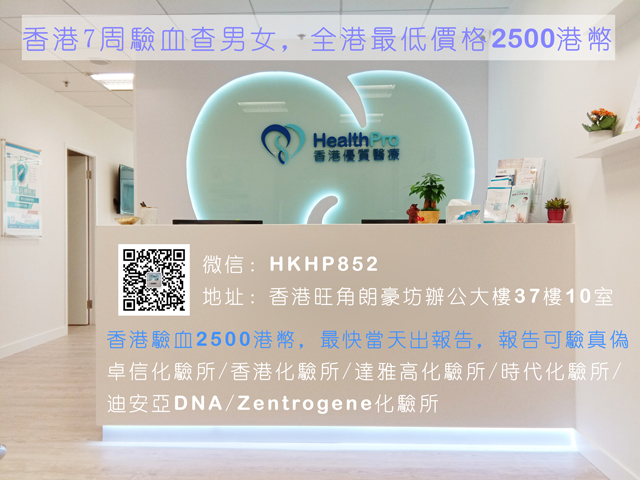 香港7周驗血查男女，全港最低價格2500港幣
HealthPro
香港優質醫療
微信：HKHP852
地址：香港旺角朗豪坊辦公大樓37樓10室
香港驗血2500港幣，最快當天出報告，報告可驗真偽
卓信化驗所/香港化驗所/達雅高化驗所/時代化驗所/
迪安亞DNA/Zentrogene化驗所